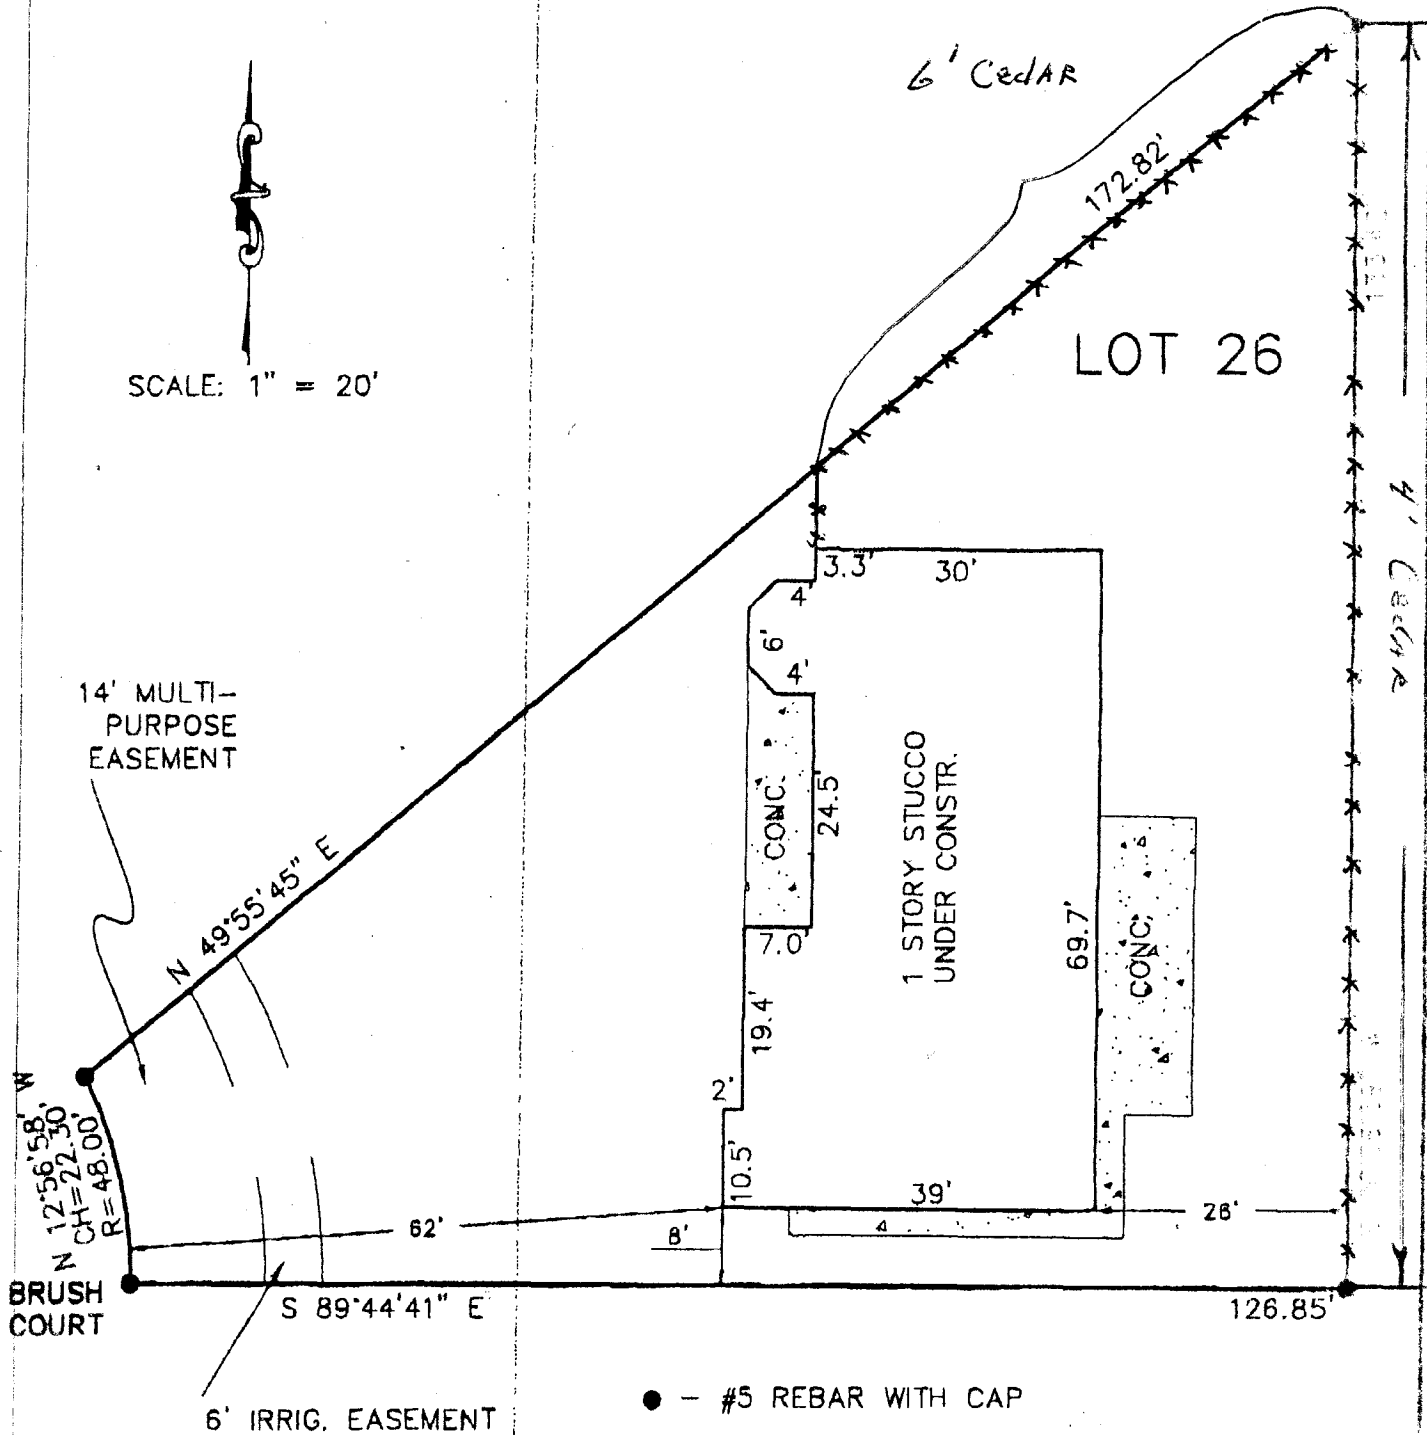 6' CedAR
172.82'
SCALE: 1" = 20'
LOT 26
4' CedAR
3.3'
30'
4'
6'
4'
14' MULTI-
PURPOSE
EASEMENT
CONC.
24.5'
1 STORY STUCCO
UNDER CONSTR.
N 49°55'45" E
7.0'
69.7'
CONC.
19.4'
2'
N 12°56'58" W
CH=22.30'
R=48.00'
10.5'
39'
62'
26'
8'
BRUSH
COURT
S 89°44'41" E
126.85'
6' IRRIG. EASEMENT
- #5 REBAR WITH CAP